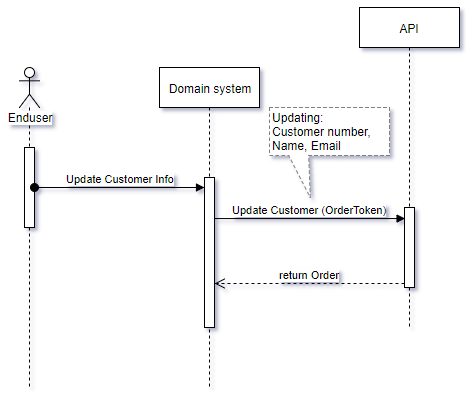 API
Domain system
Enduser
Updating:
Customer number,
Name, Email
Update Customer Info
Update Customer (OrderToken)
return Order